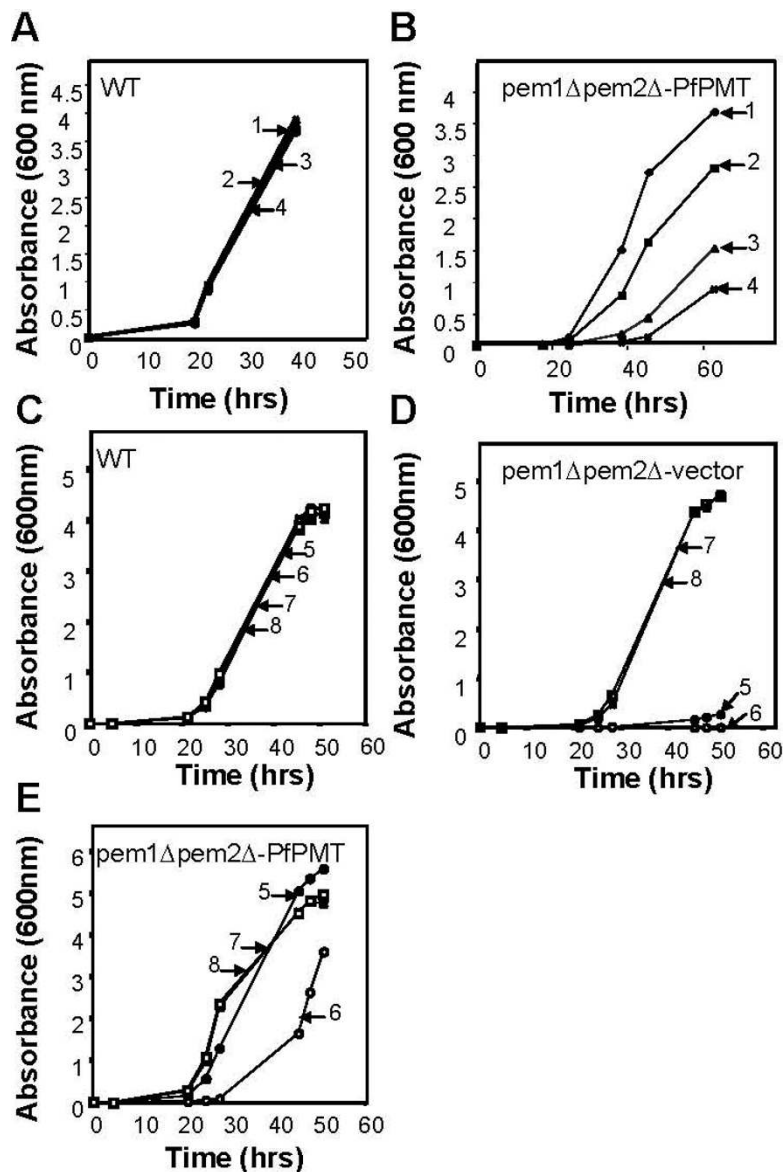 A
Absorbance (600 nm)
WT
4.5
4
3.5
3
2.5
2
1.5
1
0.5
0
1
2
3
4
0 10 20 30 40 50
Time (hrs)
B
Absorbance (600 nm)
pem1Δpem2Δ-PfPMT
4
3.5
3
2.5
2
1.5
1
0.5
0
1
2
3
4
0 20 40 60
Time (hrs)
C
Absorbance (600nm)
WT
5
4
3
2
1
0
5
6
7
8
0 10 20 30 40 50 60
Time (hrs)
D
Absorbance (600nm)
pem1Δpem2Δ-vector
5
4
3
2
1
0
7
8
5
6
0 10 20 30 40 50 60
Time (hrs)
E
Absorbance (600nm)
pem1Δpem2Δ-PfPMT
6
5
4
3
2
1
0
5
7
8
6
0 10 20 30 40 50 60
Time (hrs)